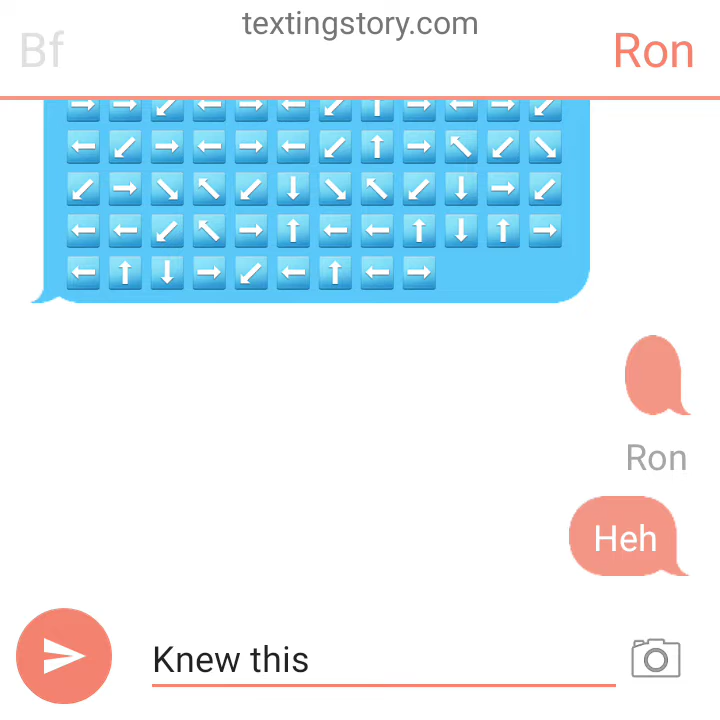 textingstory.com
Bf
Ron
➡➡↙⬅➡⬅↙⬆➡⬅➡↙
⬅↙➡⬅➡⬅↙⬆➡↖↙↘
↙➡↘↖↙⬇↘↖↙⬇➡↙
⬅⬅↙↖➡⬆⬅⬅⬆⬇⬆➡
⬅⬆⬇➡↙⬅⬆⬅➡
Ron
Heh
Knew this